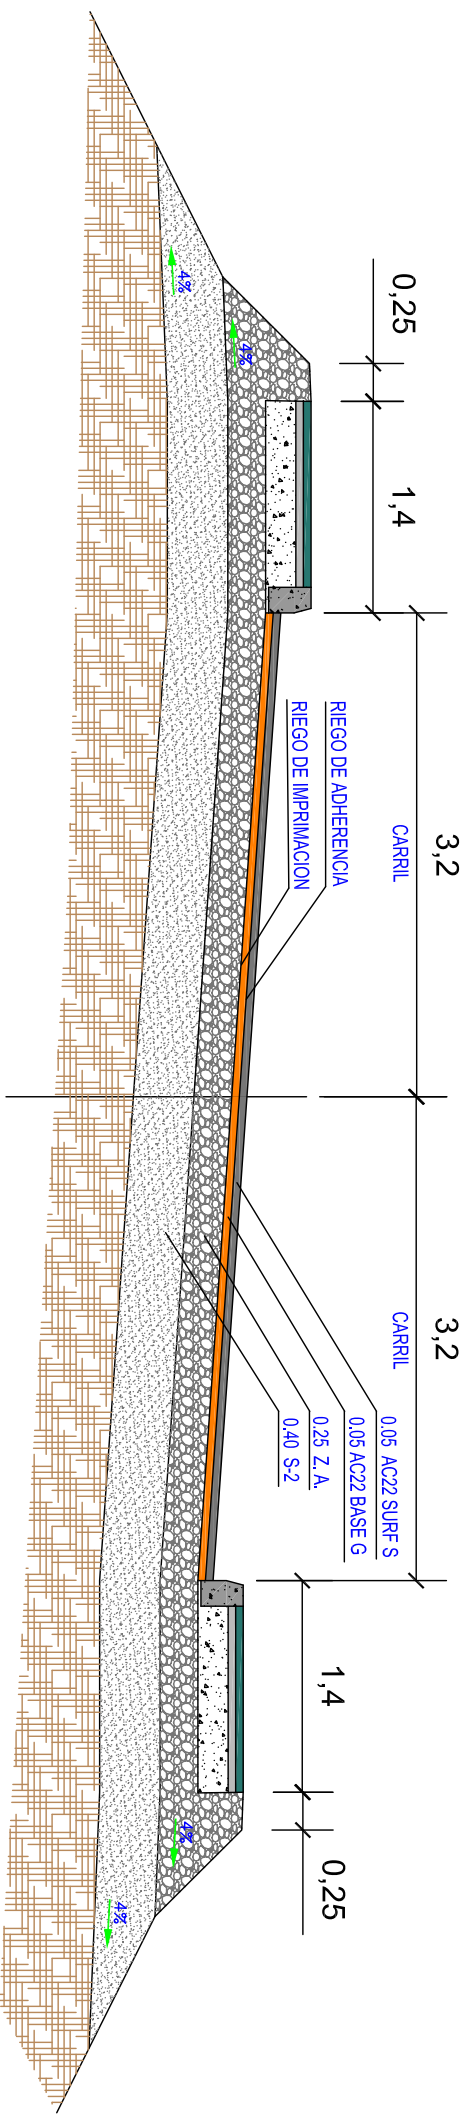 0,25
1,4
3,2
3,2
1,4
0,25
CARRIL
CARRIL
RIEGO DE ADHERENCIA
RIEGO DE IMPRIMACION
0.05 AC22 SURF S
0.05 AC22 BASE G
0.25 Z. A.
0.40 S-2
4%
4%
4%
4%